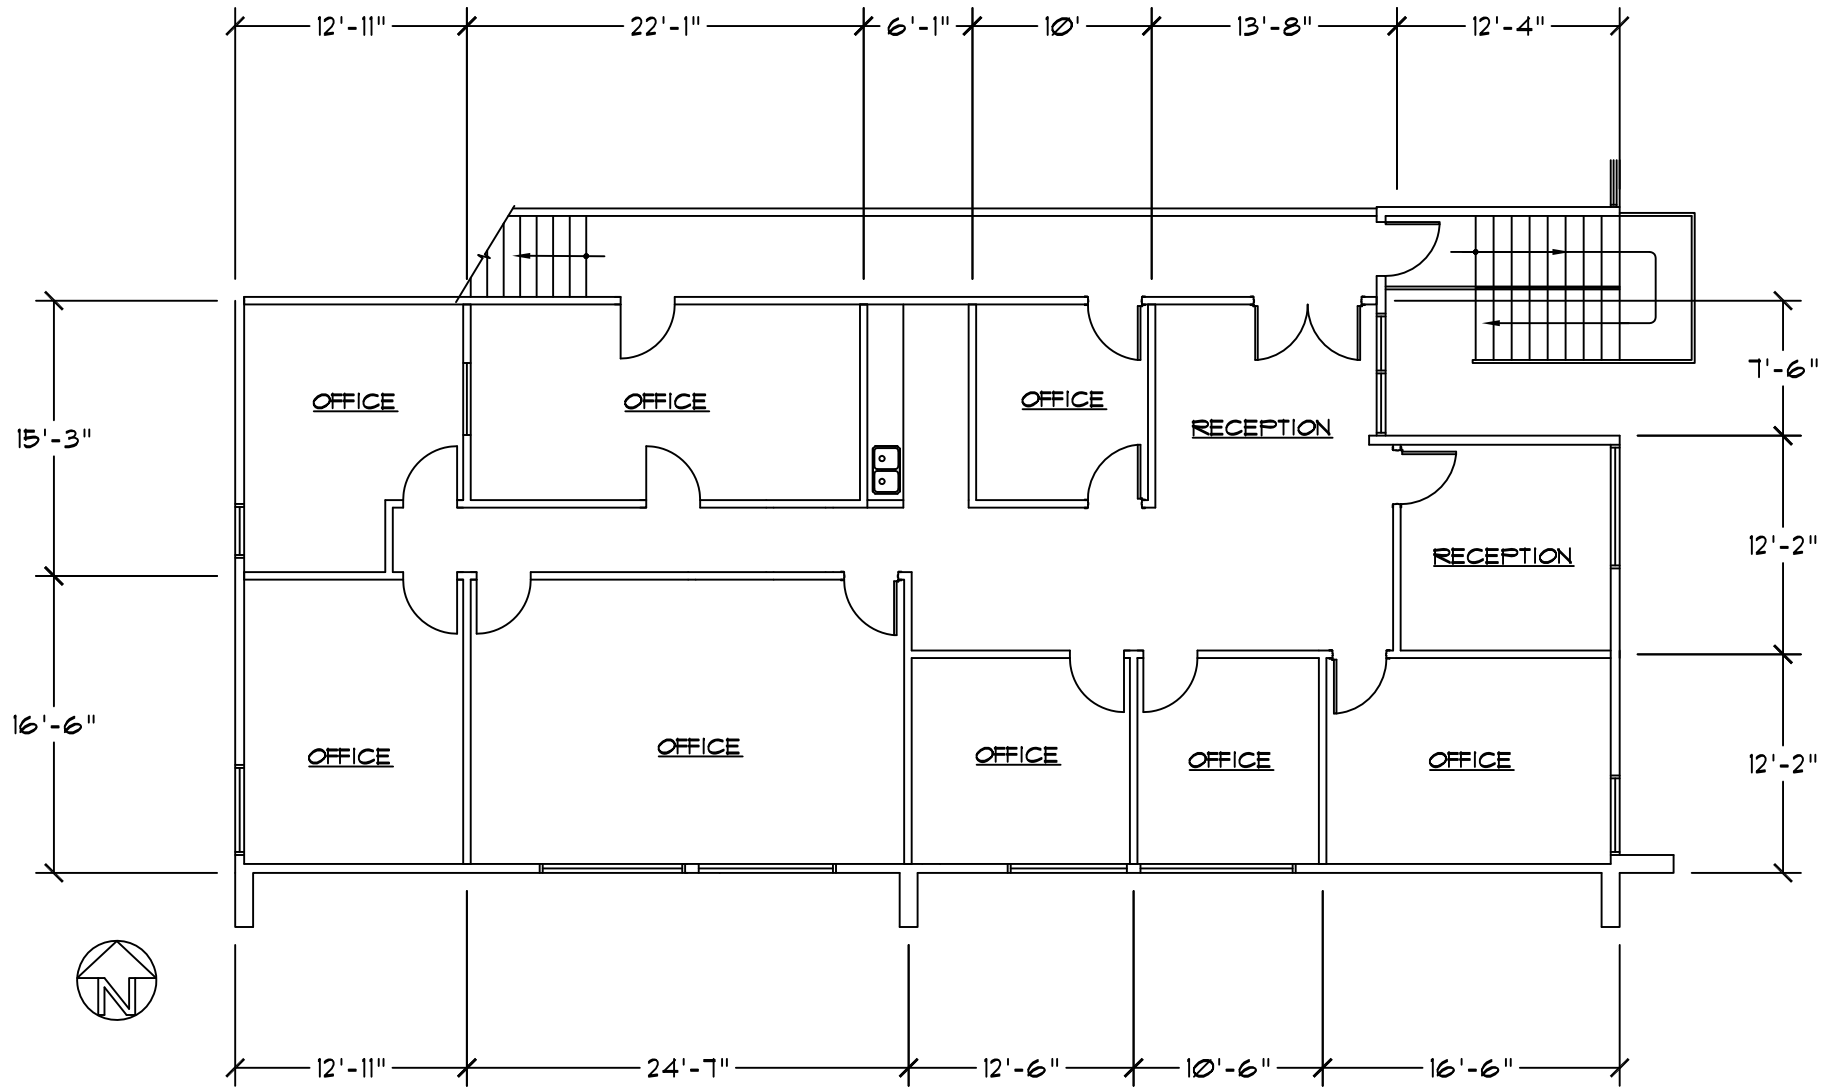 12'-11"
22'-1"
6'-1"
10'
13'-8"
12'-4"
7'-6"
OFFICE
OFFICE
OFFICE
RECEPTION
15'-3"
12'-2"
RECEPTION
16'-6"
OFFICE
OFFICE
OFFICE
OFFICE
OFFICE
12'-2"
N
12'-11"
24'-7"
12'-6"
10'-6"
16'-6"